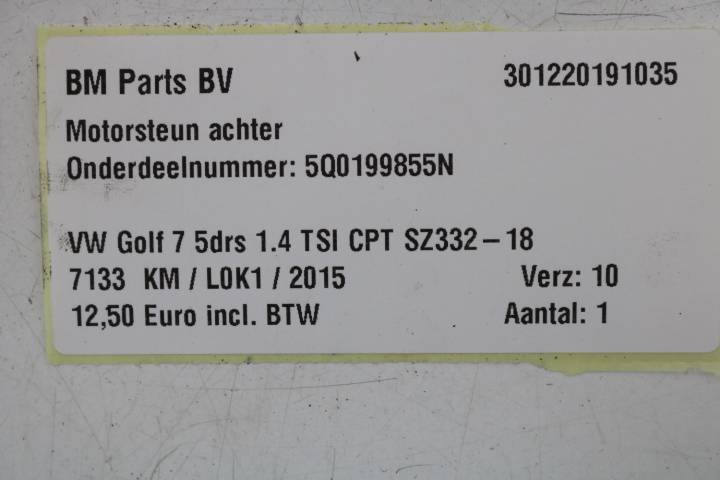 BM Parts BV 301220191035
Motorsteun achter
Onderdeelnummer: 5Q0199855N
VW Golf 7 5drs 1.4 TSI CPT SZ332-18
7133 KM / L0K1 / 2015 Verz: 10
12,50 Euro incl. BTW Aantal: 1